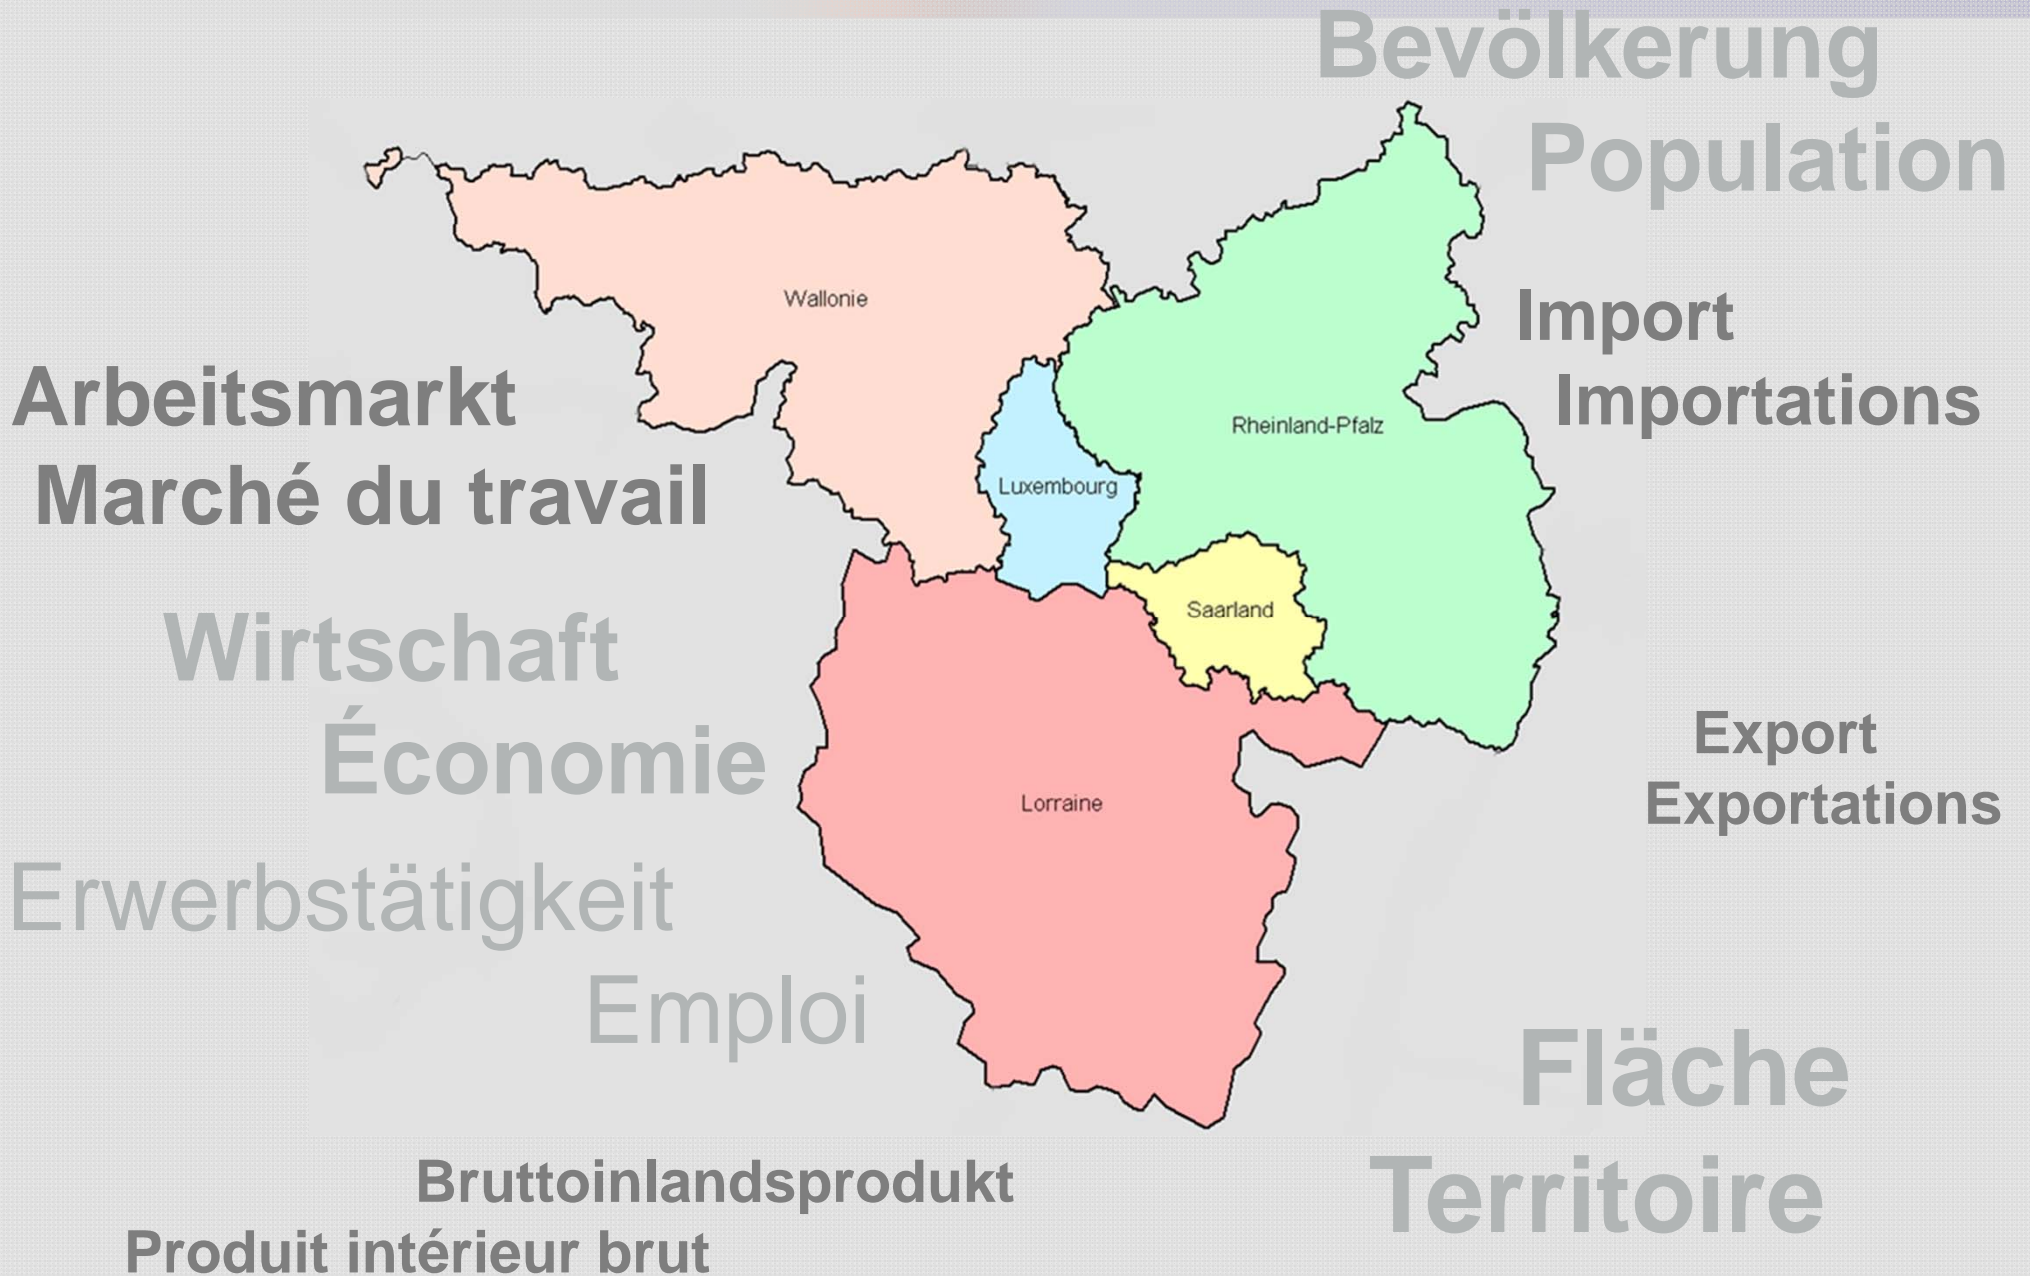 Bevölkerung
Population
Wallonie
Import
Importations
Arbeitsmarkt
Marché du travail
Rheinland-Pfalz
Luxembourg
Saarland
Wirtschaft
Économie
Export
Exportations
Lorraine
Erwerbstätigkeit
Emploi
Fläche
Territoire
Bruttoinlandsprodukt
Produit intérieur brut